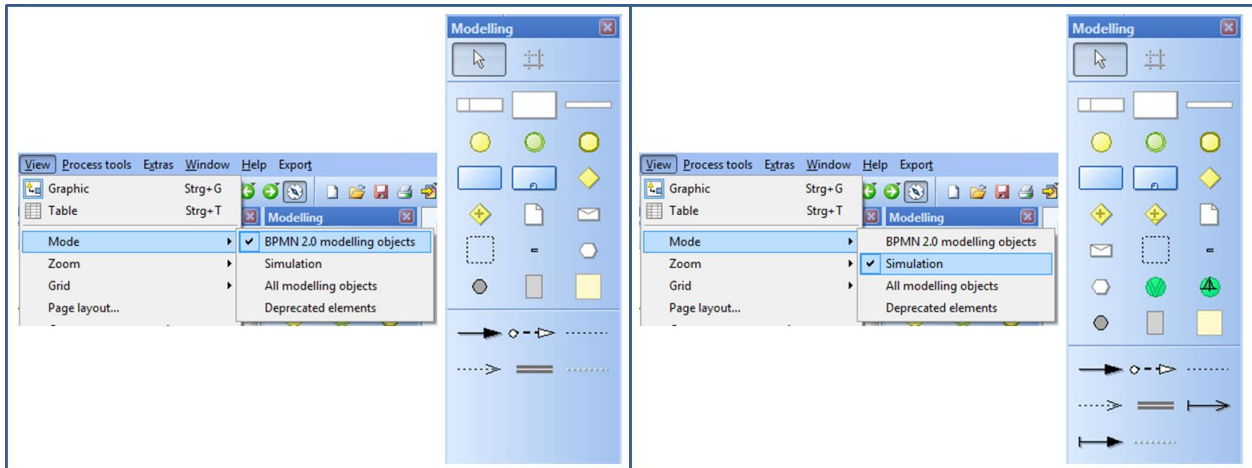 Modelling
View Process tools Extras Window Help Export
Graphic Strg+G
Table Strg+T
Modelling
Mode
BPMN 2.0 modelling objects
Zoom
Simulation
Grid
All modelling objects
Page layout...
Deprecated elements
Modelling
View Process tools Extras Window Help Export
Graphic Strg+G
Table Strg+T
Modelling
Mode
BPMN 2.0 modelling objects
Zoom
Simulation
Grid
All modelling objects
Page layout...
Deprecated elements